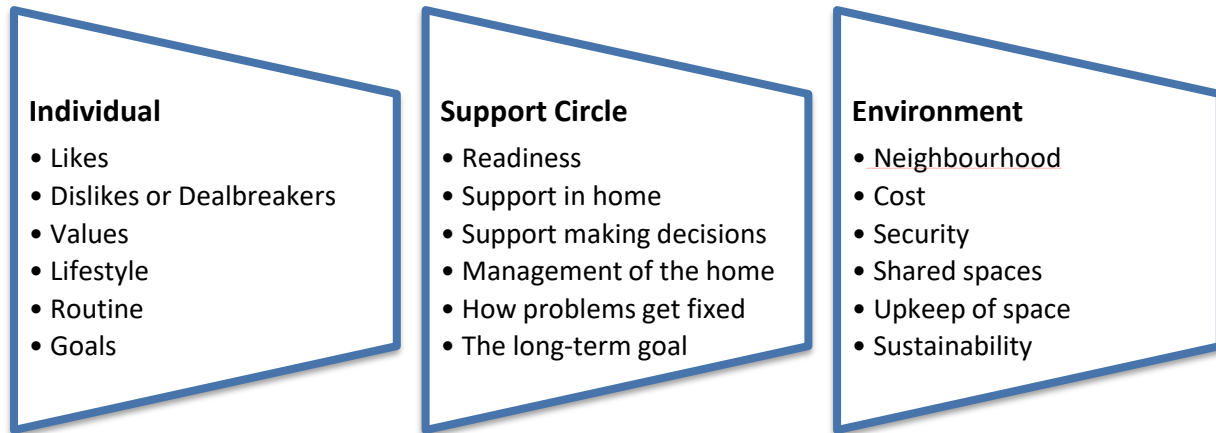 Individual
• Likes
• Dislikes or Dealbreakers
• Values
• Lifestyle
• Routine
• Goals
Support Circle
• Readiness
• Support in home
• Support making decisions
• Management of the home
• How problems get fixed
• The long-term goal
Environment
• Neighbourhood
• Cost
• Security
• Shared spaces
• Upkeep of space
• Sustainability